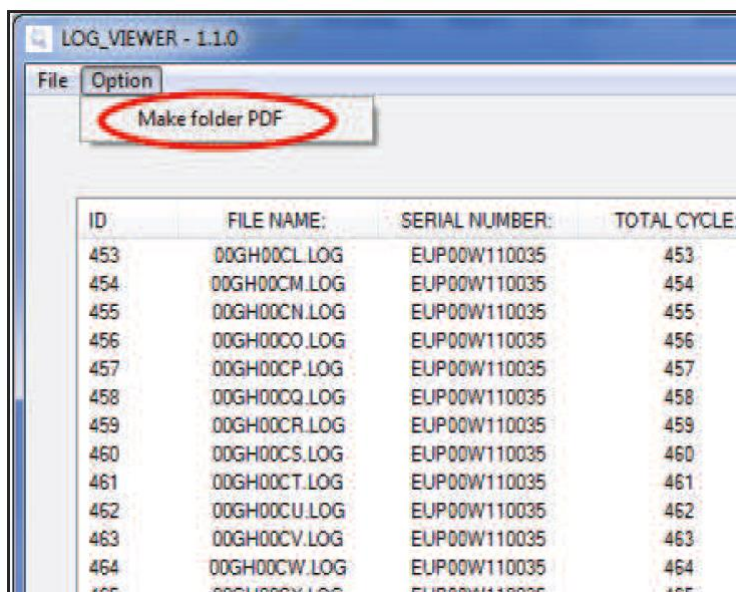 LOG_VIEWER - 1.1.0
File Option
Make folder PDF
ID FILE NAME: SERIAL NUMBER: TOTAL CYCLE:
453 00GH00CL.LOG EUP00W110035 453
454 00GH00CM.LOG EUP00W110035 454
455 00GH00CN.LOG EUP00W110035 455
456 00GH00CO.LOG EUP00W110035 456
457 00GH00CP.LOG EUP00W110035 457
458 00GH00CQ.LOG EUP00W110035 458
459 00GH00CR.LOG EUP00W110035 459
460 00GH00CS.LOG EUP00W110035 460
461 00GH00CT.LOG EUP00W110035 461
462 00GH00CU.LOG EUP00W110035 462
463 00GH00CV.LOG EUP00W110035 463
464 00GH00CW.LOG EUP00W110035 464